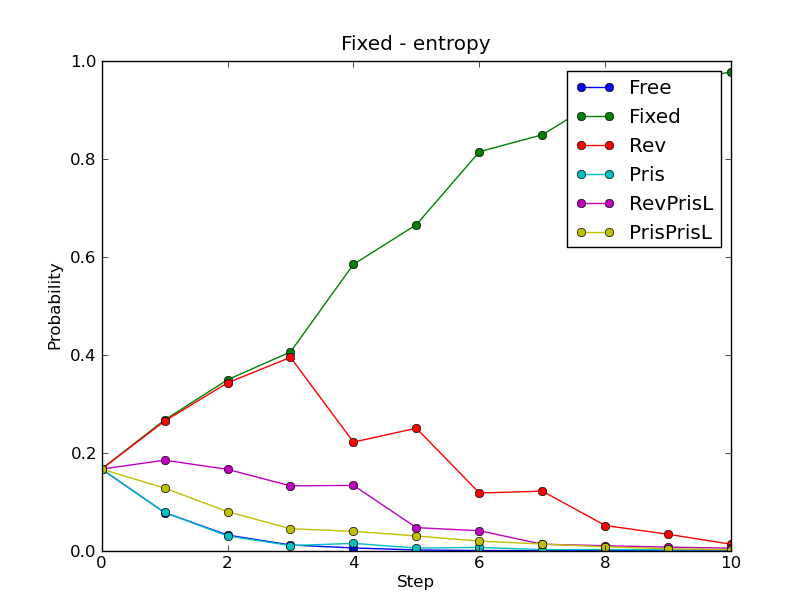 Fixed - entropy
1.0
0.8
0.6
0.4
0.2
0.0
Probability
0
2
4
6
8
10
Step
Free
Fixed
Rev
Pris
RevPrisL
PrisPrisL